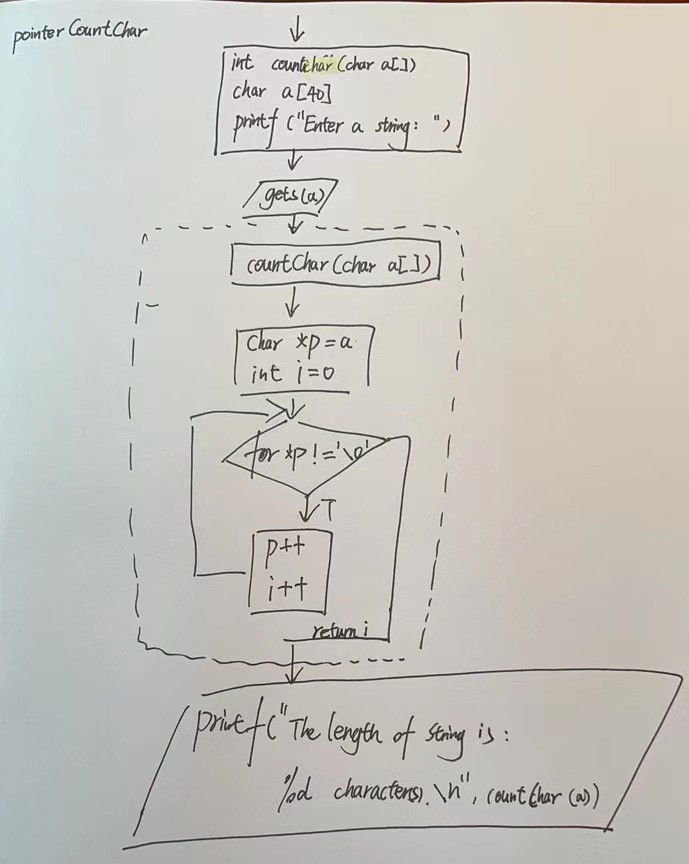 pointer CountChar
int countchar (char a[])
char a[40]
printf ("Enter a string: ")
gets(a)
countChar (char a[])
Char *p=a
int i=0
for *p!='\0'
T
p++
i++
return i
printf("The length of string is:
%d characters).\n", countChar (a))